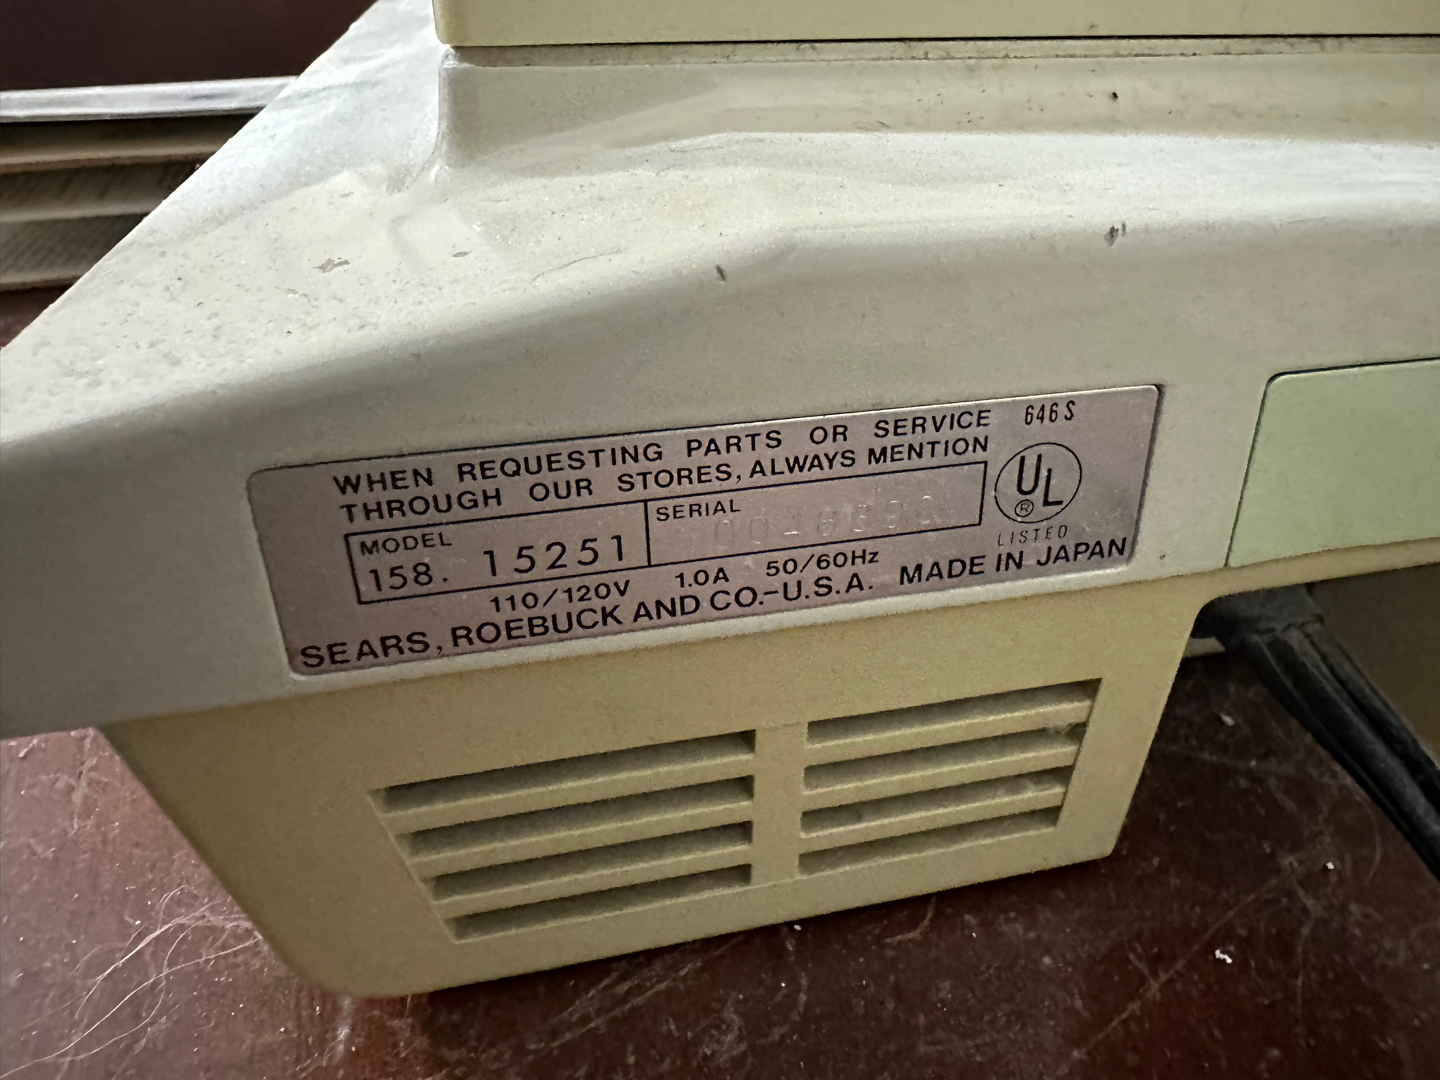 WHEN REQUESTING PARTS OR SERVICE 646S
THROUGH OUR STORES, ALWAYS MENTION
MODEL
158. 15251
SERIAL
UL
®
LISTED
110/120V 1.0A 50/60Hz
SEARS, ROEBUCK AND CO.-U.S.A. MADE IN JAPAN